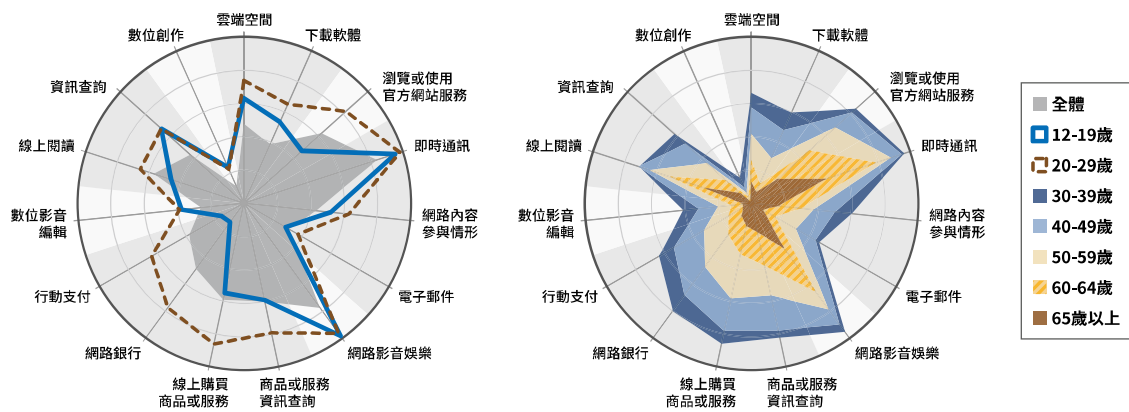 雲端空間
下載軟體
瀏覽或使用
官方網站服務
即時通訊
網路內容
參與情形
電子郵件
網路影音娛樂
商品或服務
資訊查詢
線上購買
商品或服務
網路銀行
行動支付
數位影音
編輯
線上閱讀
資訊查詢
數位創作
雲端空間
下載軟體
瀏覽或使用
官方網站服務
即時通訊
網路內容
參與情形
電子郵件
網路影音娛樂
商品或服務
資訊查詢
線上購買
商品或服務
網路銀行
行動支付
數位影音
編輯
線上閱讀
資訊查詢
數位創作
全體
12-19歲
20-29歲
30-39歲
40-49歲
50-59歲
60-64歲
65歲以上